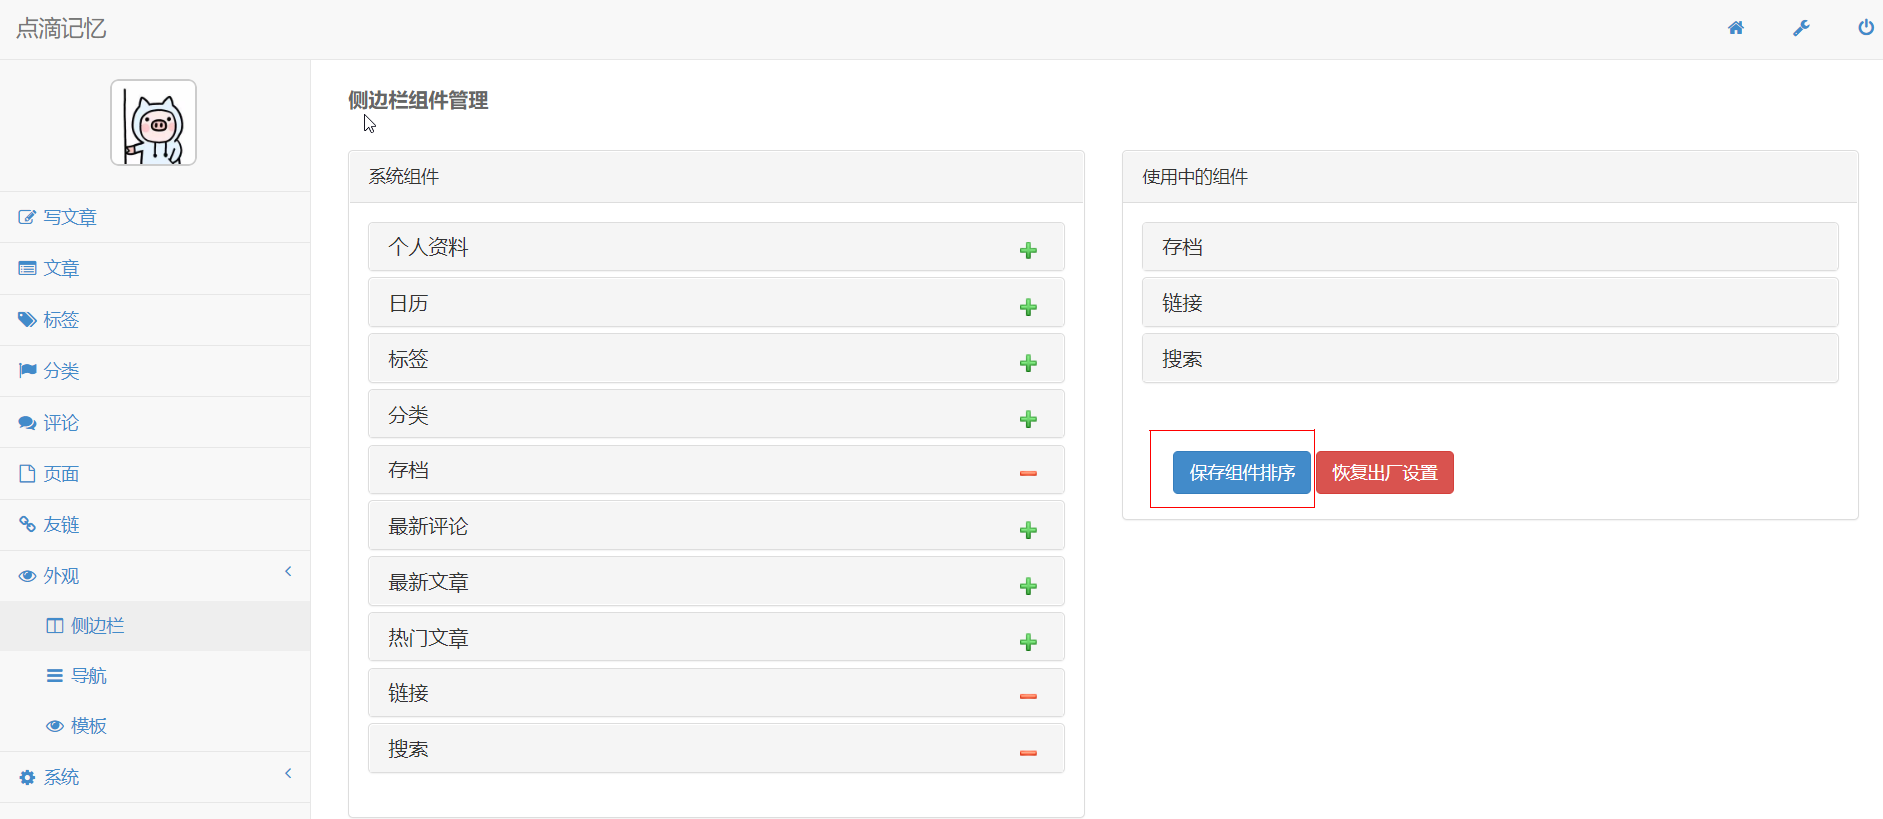 点滴记忆
写文章
文章
标签
分类
评论
页面
友链
外观
侧边栏
导航
模板
系统
侧边栏组件管理
系统组件
个人资料
日历
标签
分类
存档
最新评论
最新文章
热门文章
链接
搜索
使用中的组件
存档
链接
搜索
保存组件排序 恢复出厂设置